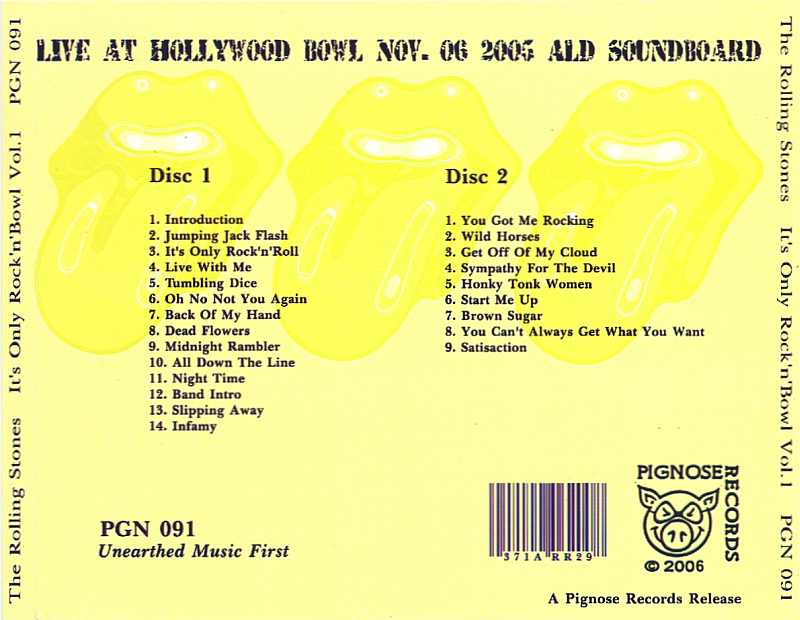 LIVE AT HOLLYWOOD BOWL NOV. 06 2005 ALD SOUNDBOARD
The Rolling Stones It's Only Rock'n'Bowl Vol.1 PGN 091
Disc 1
1. Introduction
2. Jumping Jack Flash
3. It's Only Rock'n'Roll
4. Live With Me
5. Tumbling Dice
6. Oh No Not You Again
7. Back Of My Hand
8. Dead Flowers
9. Midnight Rambler
10. All Down The Line
11. Night Time
12. Band Intro
13. Slipping Away
14. Infamy
Disc 2
1. You Got Me Rocking
2. Wild Horses
3. Get Off Of My Cloud
4. Sympathy For The Devil
5. Honky Tonk Women
6. Start Me Up
7. Brown Sugar
8. You Can't Always Get What You Want
9. Satisaction
PGN 091
Unearthed Music First
371A RR29
PIGNOSE
RECORDS
© 2006
A Pignose Records Release
The Rolling Stones It's Only Rock'n'Bowl Vol.1 PGN 091